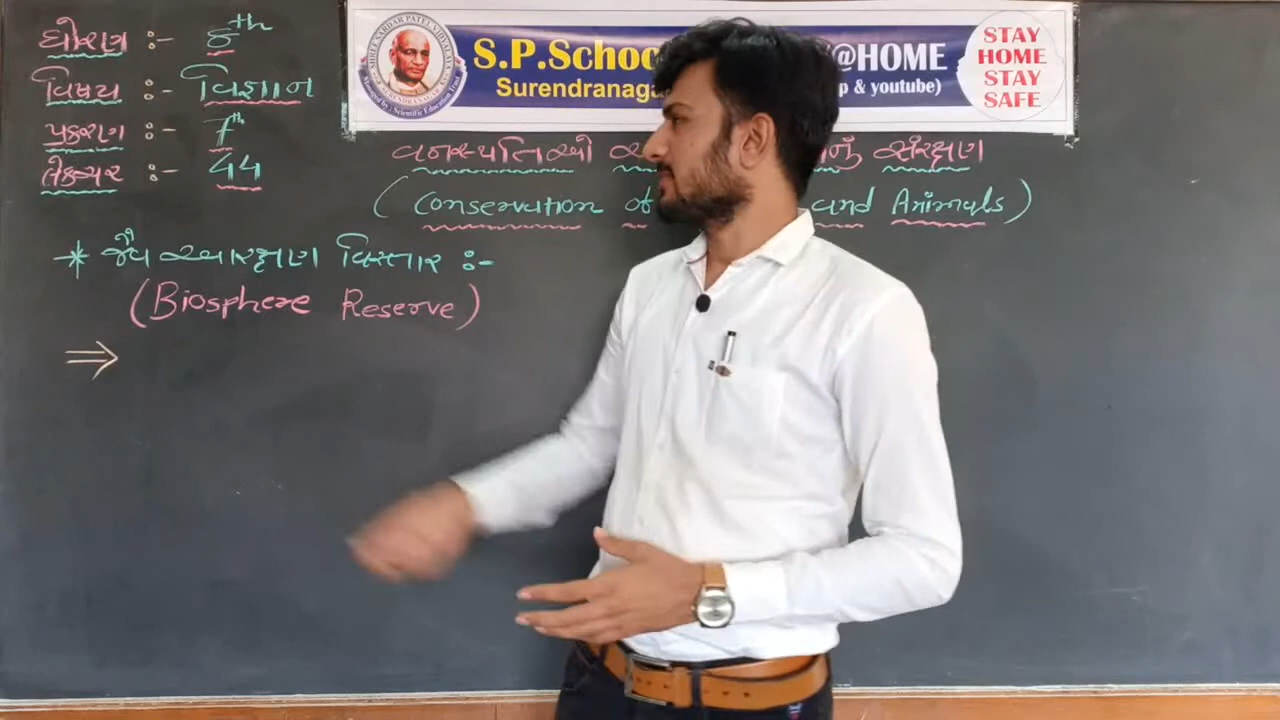 ધોરણ :- 8th
વિષય :- વિજ્ઞાન
પ્રકરણ :- 7th
લેક્ચર :- 44
S.P.School @HOME
Surendranaga p & youtube)
STAY
HOME
STAY
SAFE
વનસ્પતિઓ નું સંરક્ષણ
(Conservation of and Animals)
* જૈવ આરક્ષણ વિસ્તાર :-
(Biosphere Reserve)
⇒